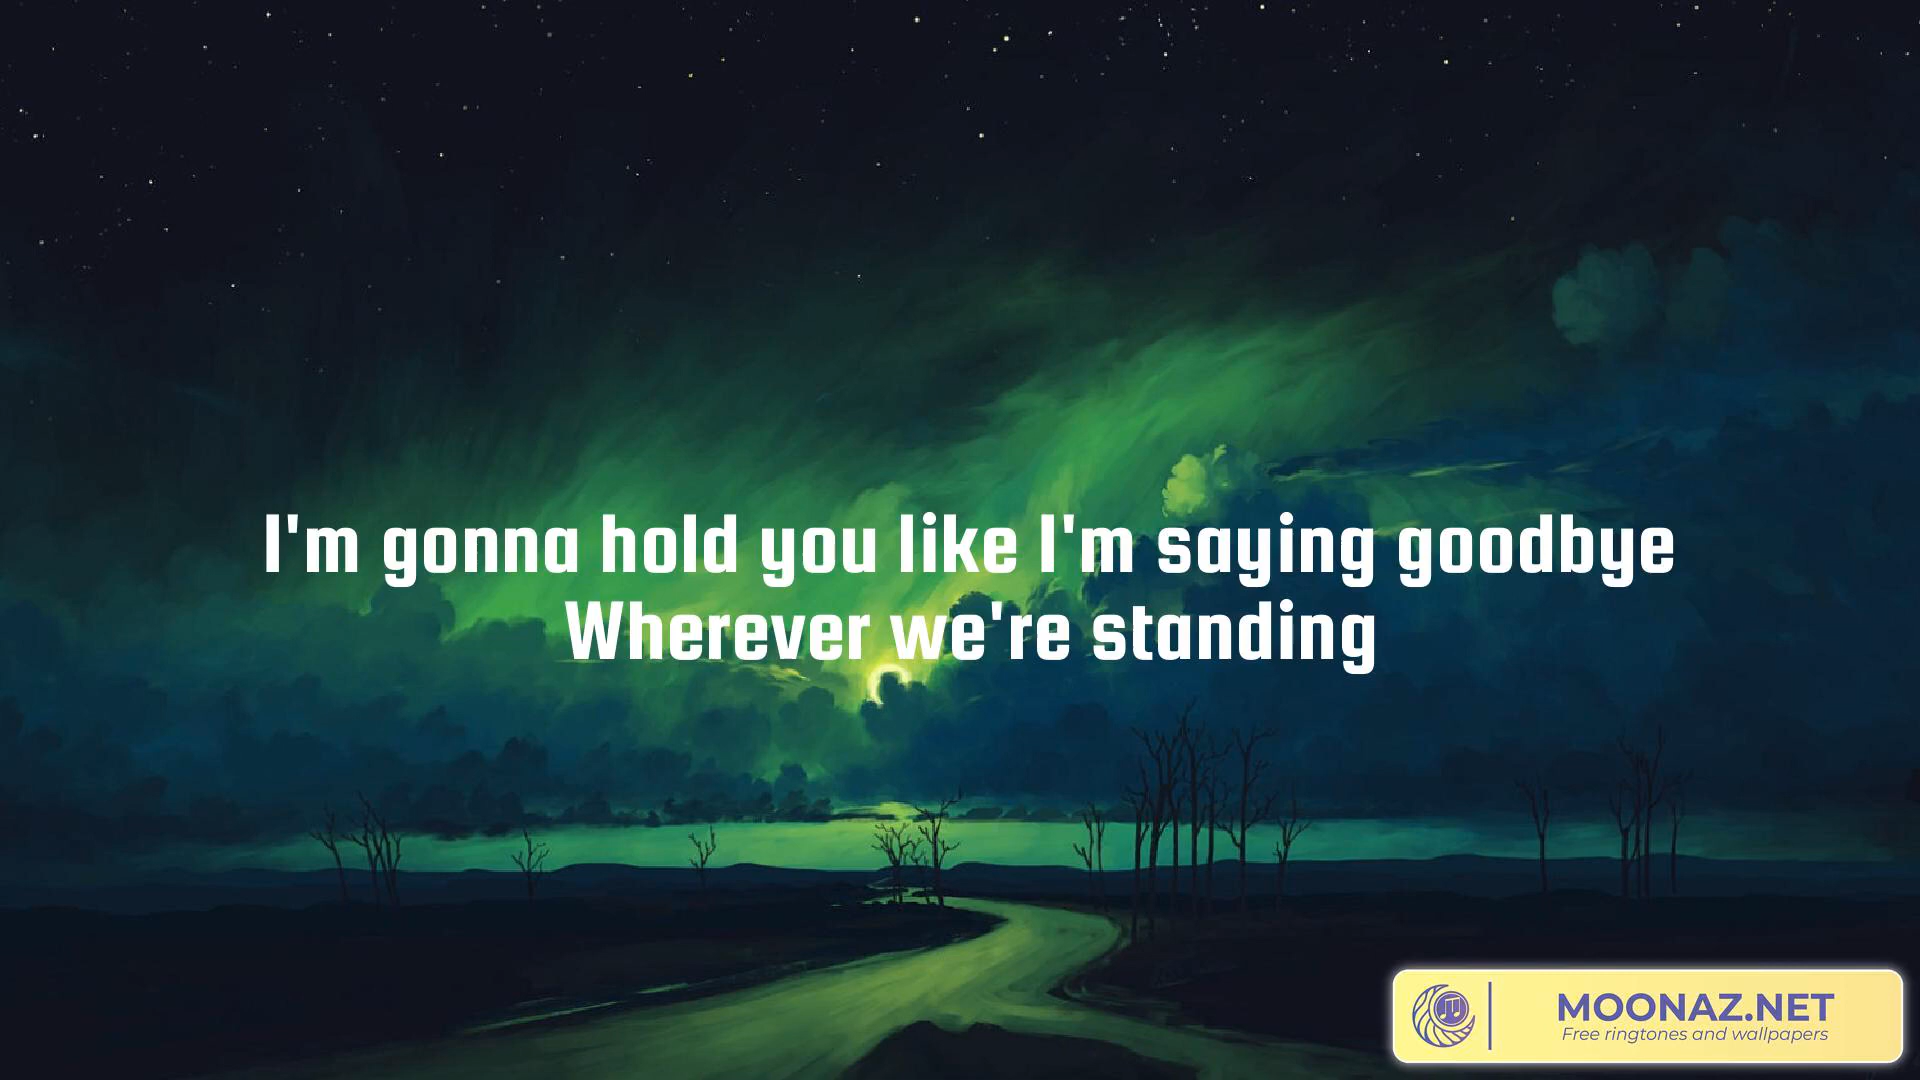 I'm gonna hold you like I'm saying goodbye
Wherever we're standing
MOONAZ.NET
Free ringtones and wallpapers